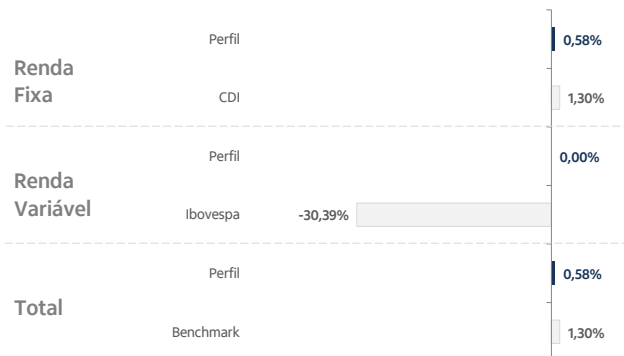 Renda
Fixa
Perfil
0,58%
CDI
1,30%
Renda
Variável
Perfil
0,00%
Ibovespa
-30,39%
Total
Perfil
0,58%
Benchmark
1,30%